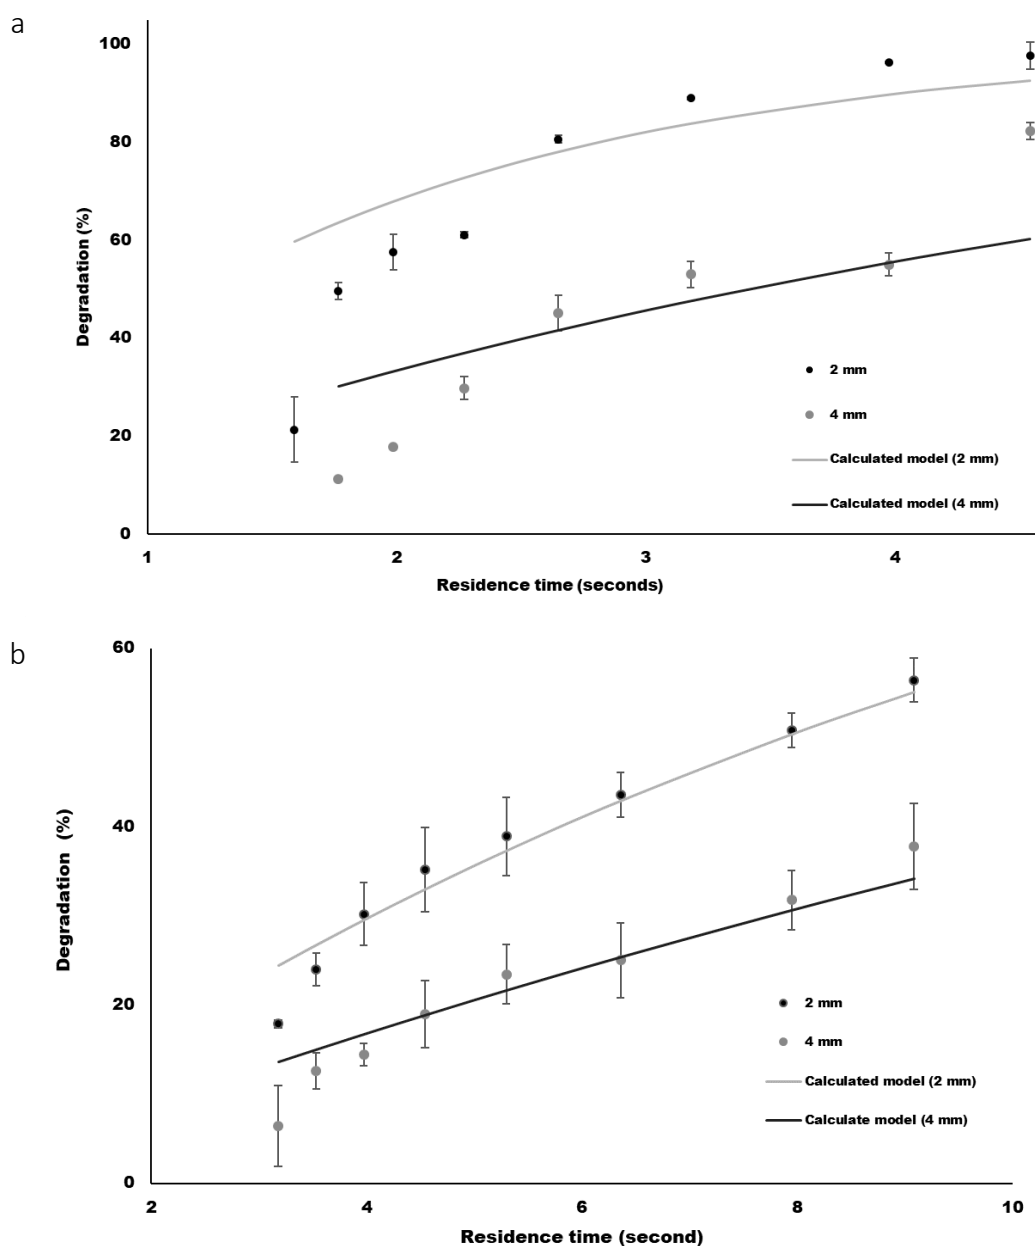 a
100
80
60
40
20
0
1 2 3 4
Degradation (%)
Residence time (seconds)
2 mm
4 mm
Calculated model (2 mm)
Calculated model (4 mm)
b
60
40
20
0
2 4 6 8 10
Degradation (%)
Residence time (second)
2 mm
4 mm
Calculated model (2 mm)
Calculate model (4 mm)